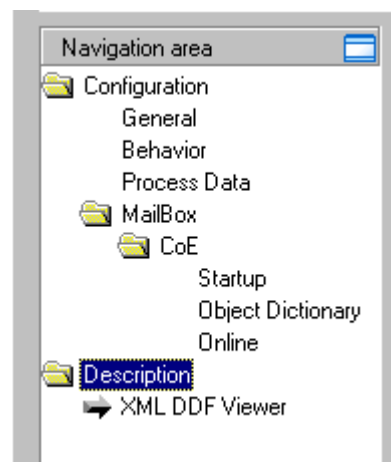 Navigation area
Configuration
General
Behavior
Process Data
MailBox
CoE
Startup
Object Dictionary
Online
Description
XML DDF Viewer